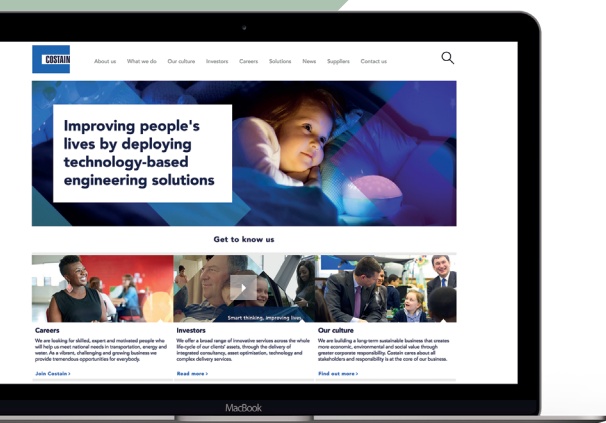 COSTAIN
About us What we do Our culture Investors Careers Solutions News Suppliers Contact us
Improving people's
lives by deploying
technology-based
engineering solutions
Get to know us
Smart thinking, improving lives
Careers
We are looking for skilled, expert and motivated people who
will help us meet national needs in transportation, energy and
water. As a vibrant, challenging and growing business we
provide tremendous opportunities for everybody.
Join Costain >
Investors
We offer a broad range of innovative services across the whole
life-cycle of our clients' assets, through the delivery of
integrated consultancy, asset optimisation, technology and
complex delivery services.
Read more >
Our culture
We are building a long-term sustainable business that creates
more economic, environmental and social value through
greater corporate responsibility. Costain cares about all
stakeholders and responsibility is at the core of our business.
Find out more >
MacBook